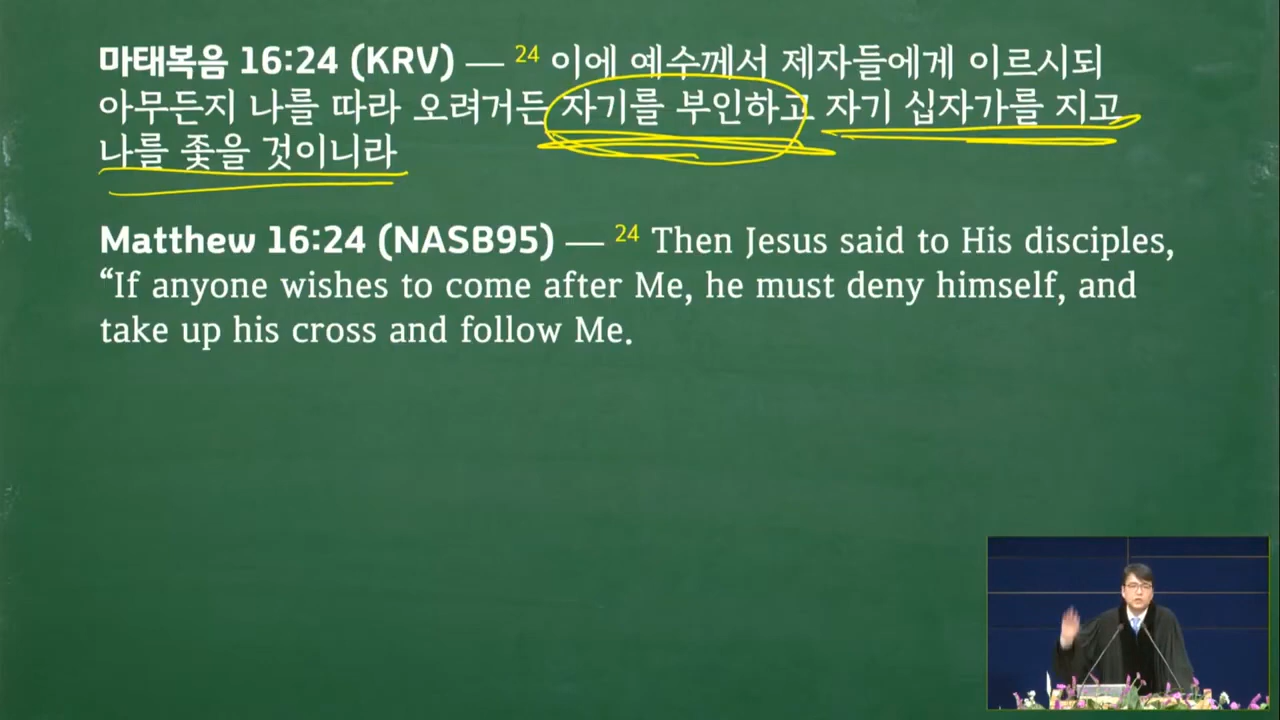 마태복음 16:24 (KRV) — 24 이에 예수께서 제자들에게 이르시되
아무든지 나를 따라 오려거든 자기를 부인하고 자기 십자가를 지고
나를 좇을 것이니라
Matthew 16:24 (NASB95) — 24 Then Jesus said to His disciples,
“If anyone wishes to come after Me, he must deny himself, and
take up his cross and follow Me.